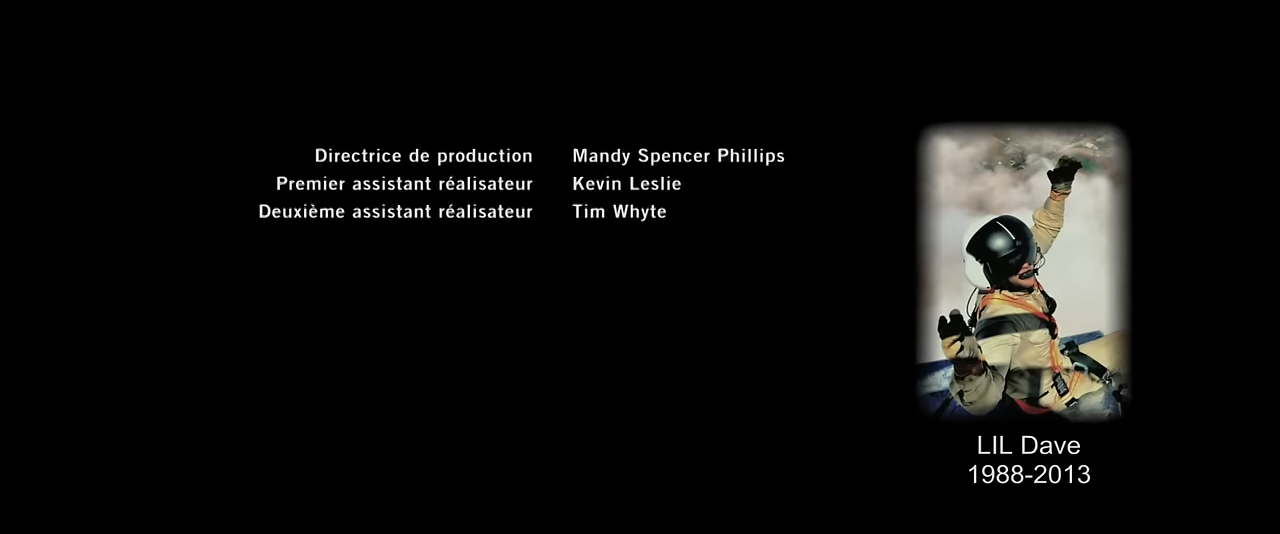 Directrice de production Mandy Spencer Phillips
Premier assistant réalisateur Kevin Leslie
Deuxième assistant réalisateur Tim Whyte
LIL Dave
1988-2013